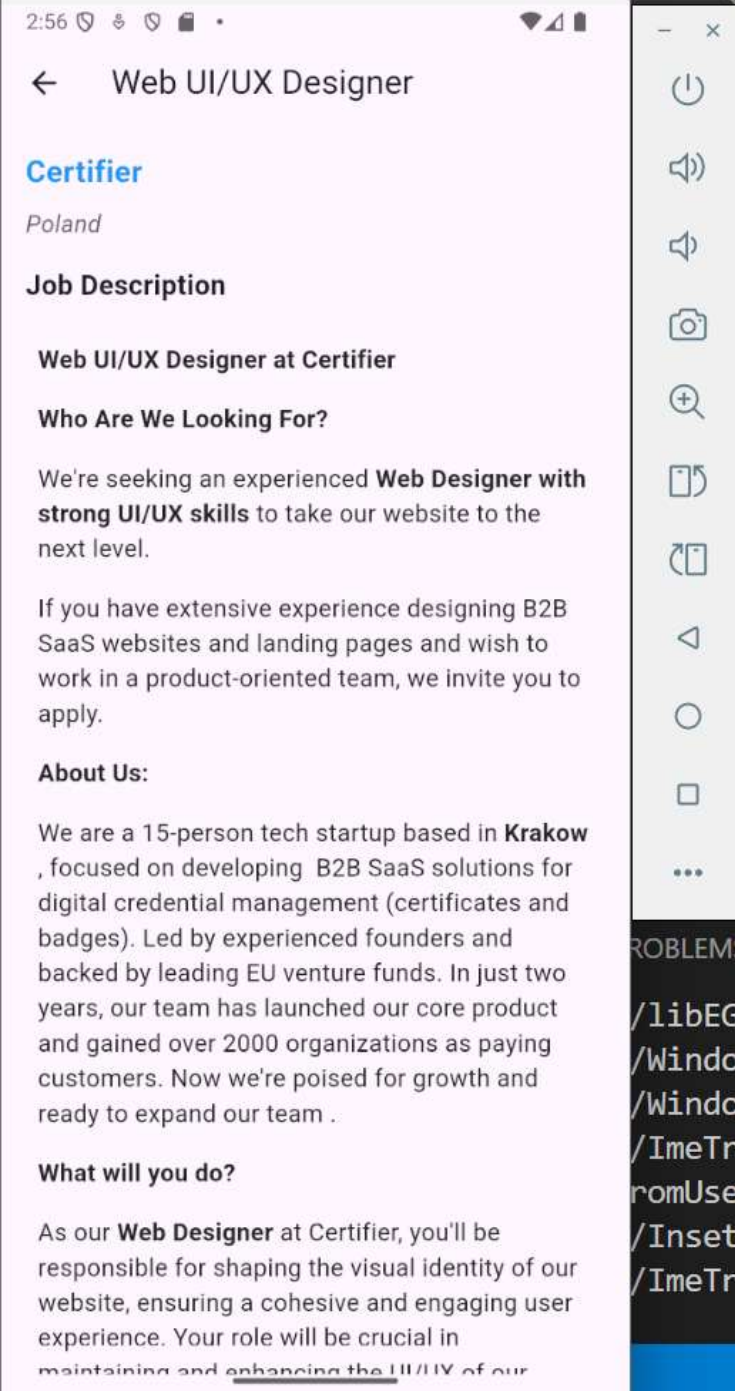 2:56
Web UI/UX Designer
Certifier
Poland
Job Description
Web UI/UX Designer at Certifier
Who Are We Looking For?
We're seeking an experienced Web Designer with
strong UI/UX skills to take our website to the
next level.
If you have extensive experience designing B2B
SaaS websites and landing pages and wish to
work in a product-oriented team, we invite you to
apply.
About Us:
We are a 15-person tech startup based in Krakow
, focused on developing  B2B SaaS solutions for
digital credential management (certificates and
badges). Led by experienced founders and
backed by leading EU venture funds. In just two
years, our team has launched our core product
and gained over 2000 organizations as paying
customers. Now we're poised for growth and
ready to expand our team .
What will you do?
As our Web Designer at Certifier, you'll be
responsible for shaping the visual identity of our
website, ensuring a cohesive and engaging user
experience. Your role will be crucial in
maintaining and enhancing the UI/UX of our
ROBLEMS
/libEG
/Windo
/Windo
/ImeTr
romUse
/Inset
/ImeTr